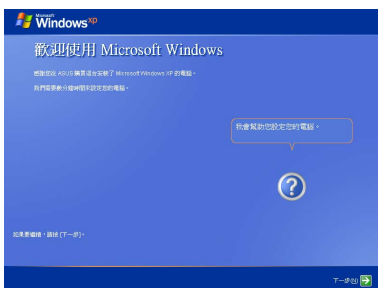 Microsoft
Windows xp
歡迎使用 Microsoft Windows
感謝您從 ASUS 購買這台安裝了 Microsoft Windows XP 的電腦。
我們需要數分鐘時間來設定您的電腦。
我會幫助您設定您的電腦。
?
如果要繼續，請按 [下一步]。
下一步(N)